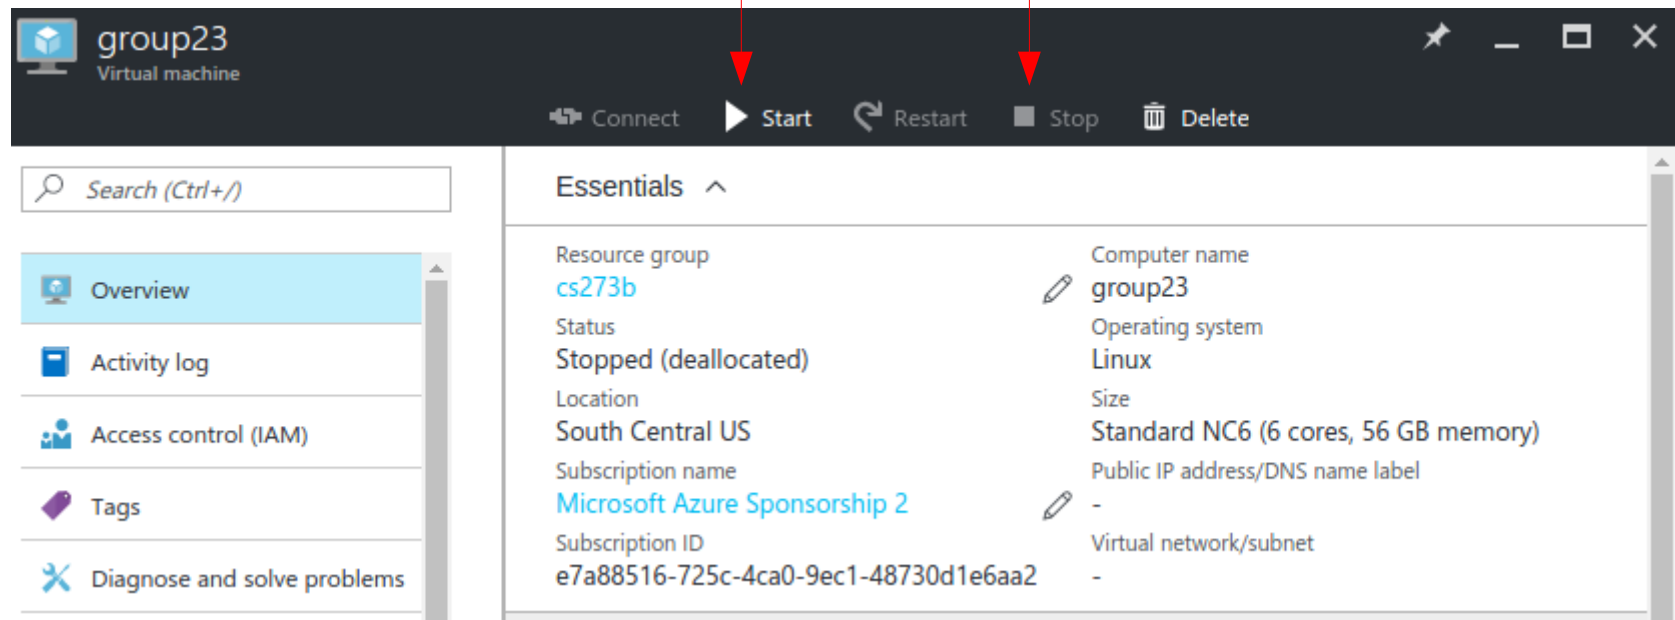 group23
Virtual machine
Connect Start Restart Stop Delete
Search (Ctrl+/)
Overview
Activity log
Access control (IAM)
Tags
Diagnose and solve problems
Essentials
Resource group
cs273b
Status
Stopped (deallocated)
Location
South Central US
Subscription name
Microsoft Azure Sponsorship 2
Subscription ID
e7a88516-725c-4ca0-9ec1-48730d1e6aa2
Computer name
group23
Operating system
Linux
Size
Standard NC6 (6 cores, 56 GB memory)
Public IP address/DNS name label
-
Virtual network/subnet
-